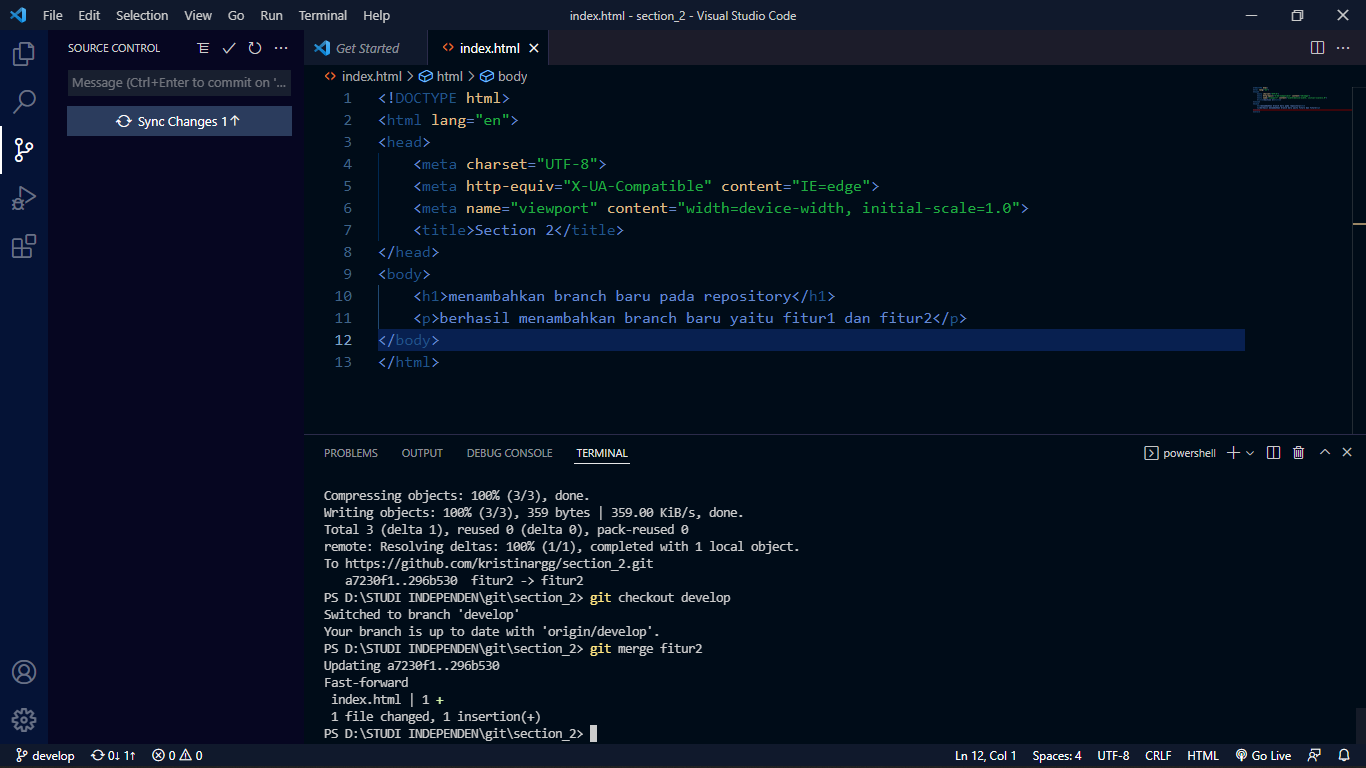 File Edit Selection View Go Run Terminal Help
index.html - section_2 - Visual Studio Code
SOURCE CONTROL
Message (Ctrl+Enter to commit on '...
Sync Changes 1↑
Get Started
index.html
index.html > html > body
1 <!DOCTYPE html>
2 <html lang="en">
3 <head>
4 <meta charset="UTF-8">
5 <meta http-equiv="X-UA-Compatible" content="IE=edge">
6 <meta name="viewport" content="width=device-width, initial-scale=1.0">
7 <title>Section 2</title>
8 </head>
9 <body>
10 <h1>menambahkan branch baru pada repository</h1>
11 <p>berhasil menambahkan branch baru yaitu fitur1 dan fitur2</p>
12 </body>
13 </html>
PROBLEMS OUTPUT DEBUG CONSOLE TERMINAL
powershell
Compressing objects: 100% (3/3), done.
Writing objects: 100% (3/3), 359 bytes | 359.00 KiB/s, done.
Total 3 (delta 1), reused 0 (delta 0), pack-reused 0
remote: Resolving deltas: 100% (1/1), completed with 1 local object.
To https://github.com/kristinargg/section_2.git
a7230f1..296b530 fitur2 -> fitur2
PS D:\STUDI INDEPENDEN\git\section_2> git checkout develop
Switched to branch 'develop'
Your branch is up to date with 'origin/develop'.
PS D:\STUDI INDEPENDEN\git\section_2> git merge fitur2
Updating a7230f1..296b530
Fast-forward
index.html | 1 +
1 file changed, 1 insertion(+)
PS D:\STUDI INDEPENDEN\git\section_2>
develop 0↓ 1↑ 0 0
Ln 12, Col 1 Spaces: 4 UTF-8 CRLF HTML Go Live